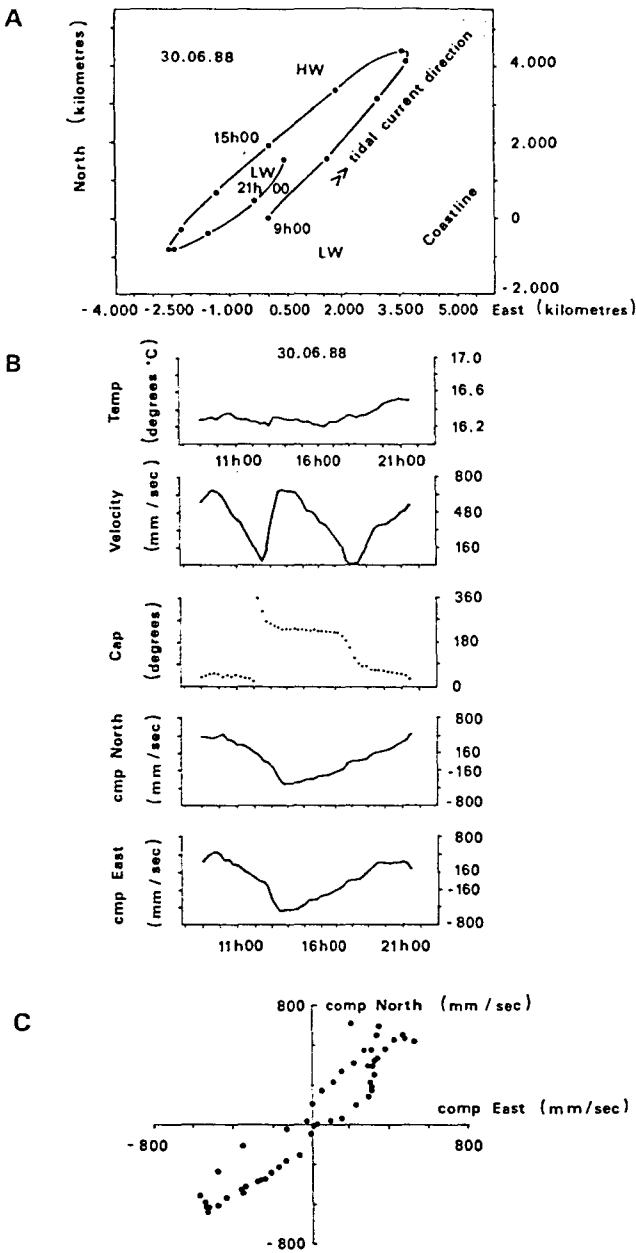 A
30.06.88
HW
15h00
LW
21h 00
9h00
LW
>> tidal current direction
Coastline
North (kilometres)
4.000
2.000
0
-2.000
-4.000 -2.500 -1.000 0.500 2.000 3.500 5.000 East (kilometres)
B
30.06.88
Temp (degrees °C)
17.0
16.6
16.2
11h00 16h00 21h00
Velocity (mm/sec)
800
480
160
Cap (degrees)
360
180
0
cmp North (mm/sec)
800
160
-160
-800
cmp East (mm/sec)
800
160
-160
-800
11h00 16h00 21h00
C
800 comp North (mm/sec)
comp East (mm/sec)
-800 800
-800